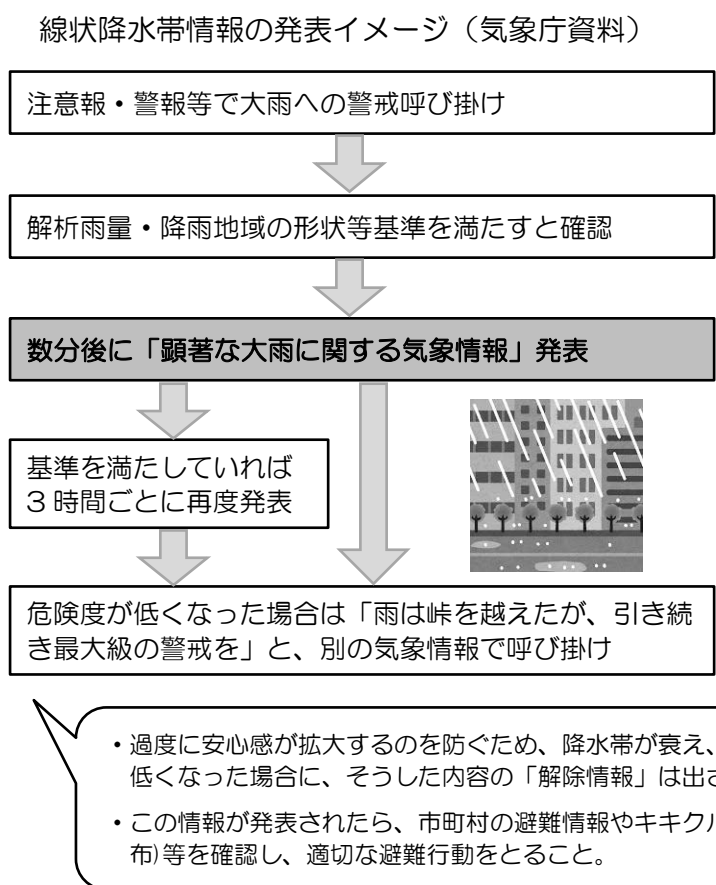 線状降水帯情報の発表イメージ（気象庁資料）
注意報・警報等で大雨への警戒呼び掛け
解析雨量・降雨地域の形状等基準を満たすと確認
数分後に「顕著な大雨に関する気象情報」発表
基準を満たしていれば
3時間ごとに再度発表
危険度が低くなった場合は「雨は峠を越えたが、引き続
き最大級の警戒を」と、別の気象情報で呼び掛け
・過度に安心感が拡大するのを防ぐため、降水帯が衰え、
低くなった場合に、そうした内容の「解除情報」は出
・この情報が発表されたら、市町村の避難情報やキキク
布)等を確認し、適切な避難行動をとること。